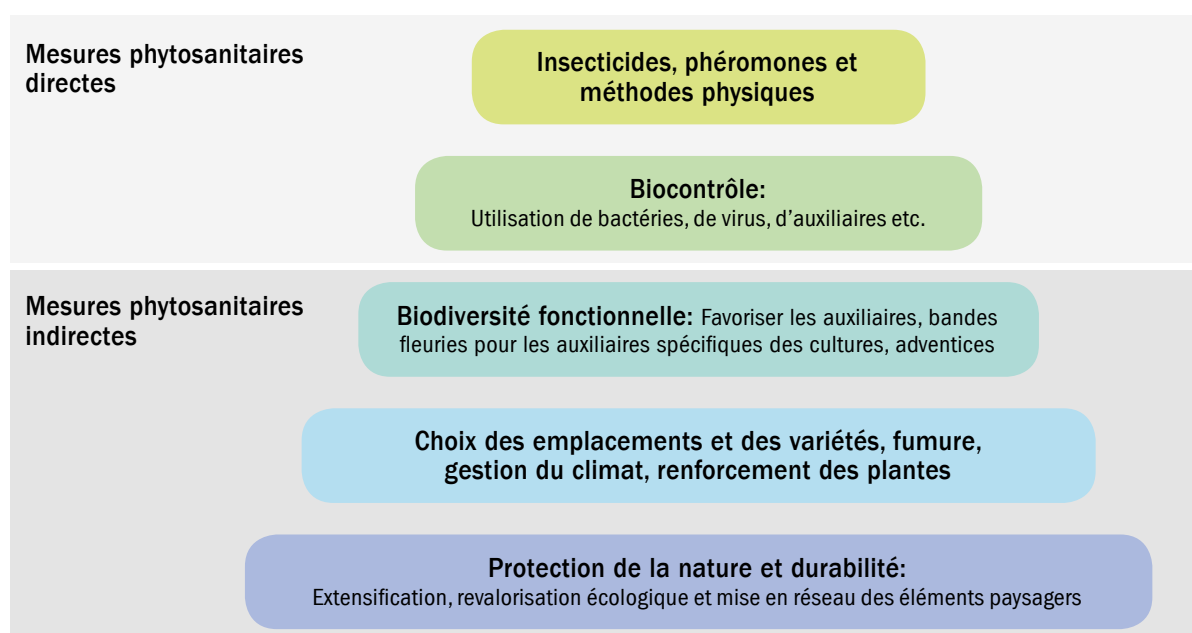 Mesures phytosanitaires
directes
Insecticides, phéromones et
méthodes physiques
Biocontrôle:
Utilisation de bactéries, de virus, d'auxiliaires etc.
Mesures phytosanitaires
indirectes
Biodiversité fonctionnelle: Favoriser les auxiliaires, bandes
fleuries pour les auxiliaires spécifiques des cultures, adventices
Choix des emplacements et des variétés, fumure,
gestion du climat, renforcement des plantes
Protection de la nature et durabilité:
Extensification, revalorisation écologique et mise en réseau des éléments paysagers